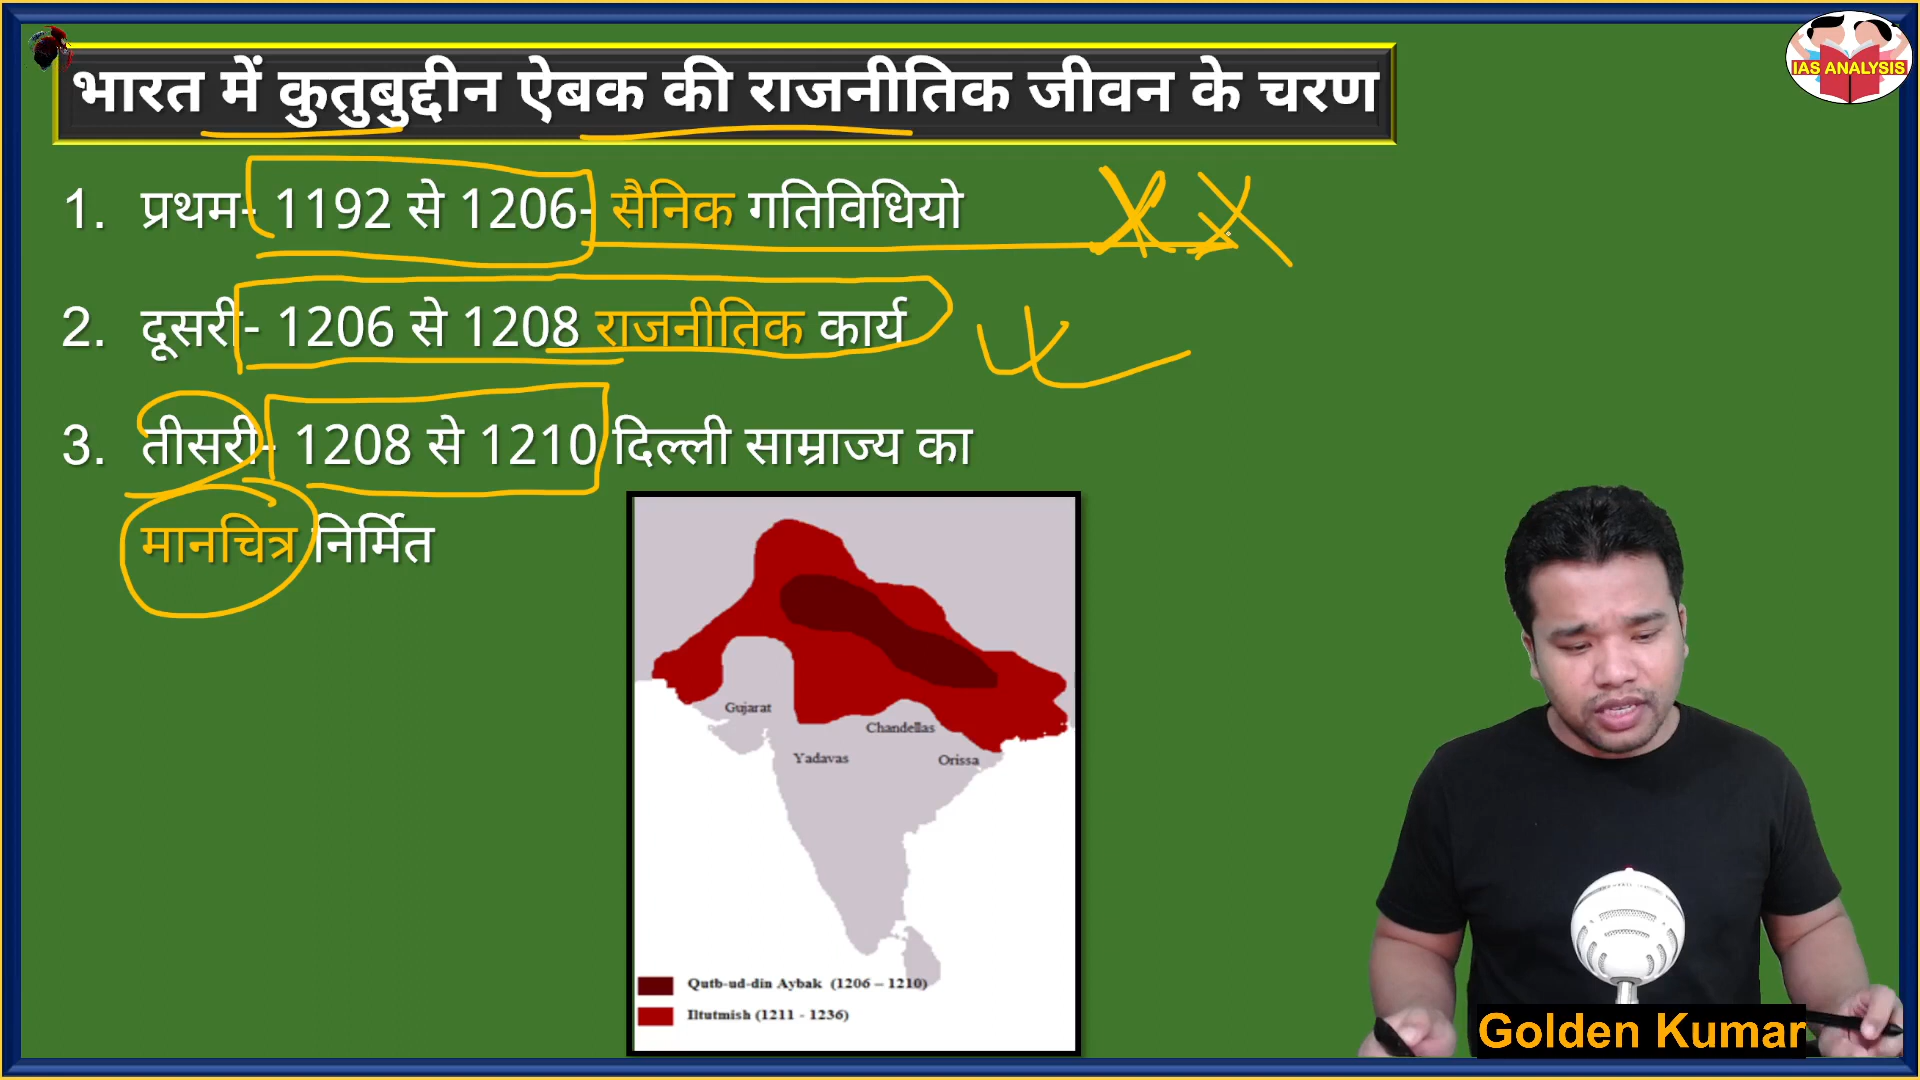 भारत में कुतुबुद्दीन ऐबक की राजनीतिक जीवन के चरण
IAS ANALYSIS
1. प्रथम- 1192 से 1206- सैनिक गतिविधियो
2. दूसरी- 1206 से 1208 राजनीतिक कार्य
3. तीसरी- 1208 से 1210 दिल्ली साम्राज्य का
मानचित्र निर्मित
Gujarat
Chandellas
Yadavas
Orissa
Qutb-ud-din Aybak (1206 – 1210)
Iltutmish (1211 - 1236)
Golden Kumar